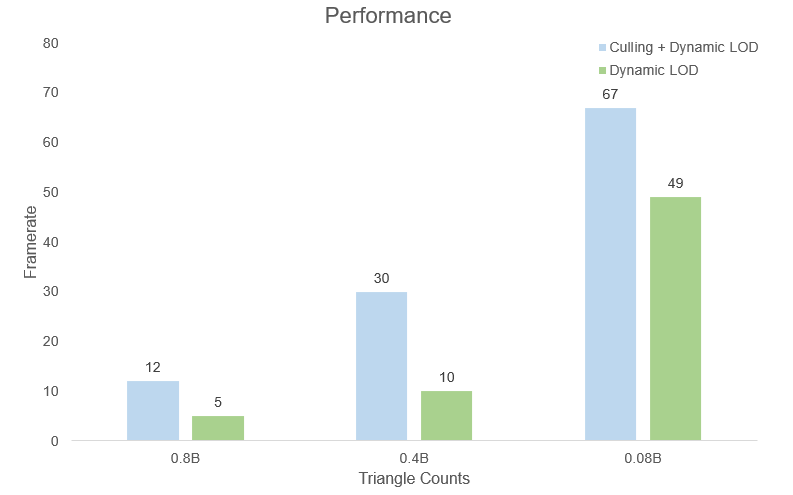 Performance
Culling + Dynamic LOD
Dynamic LOD
80
70
60
50
40
30
20
10
0
Framerate
12
5
30
10
67
49
0.8B
0.4B
0.08B
Triangle Counts